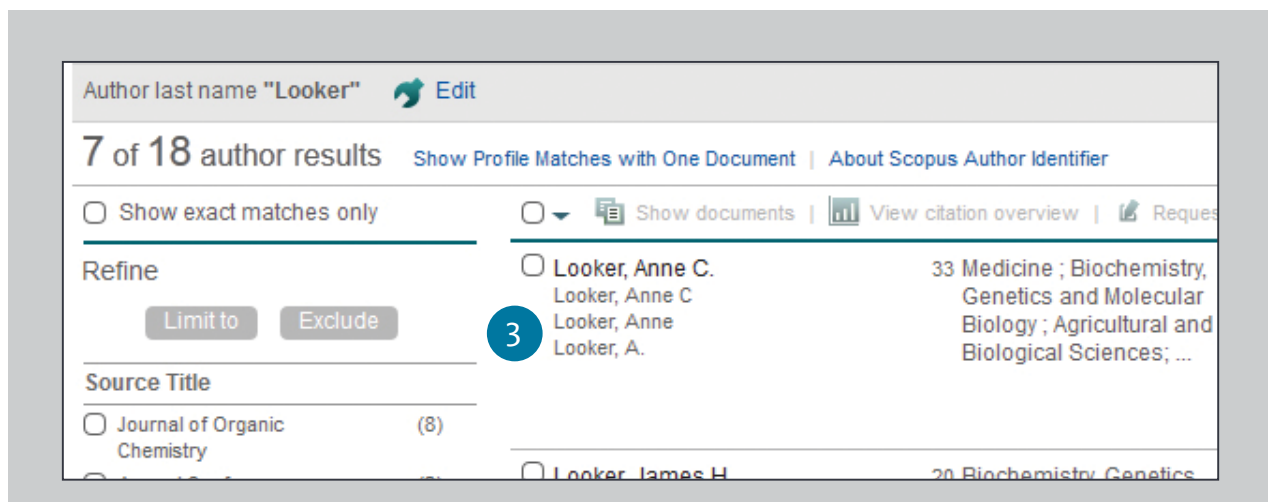 Author last name "Looker" Edit
7 of 18 author results Show Profile Matches with One Document | About Scopus Author Identifier
Show exact matches only
Show documents | View citation overview |
Refine
Limit to Exclude
Source Title
Journal of Organic (8)
Chemistry
3
Looker, Anne C. 33 Medicine ; Biochemistry,
Looker, Anne C Genetics and Molecular
Looker, Anne Biology ; Agricultural and
Looker, A. Biological Sciences; ...
Looker, James H. 20 Biochemistry, Genetics